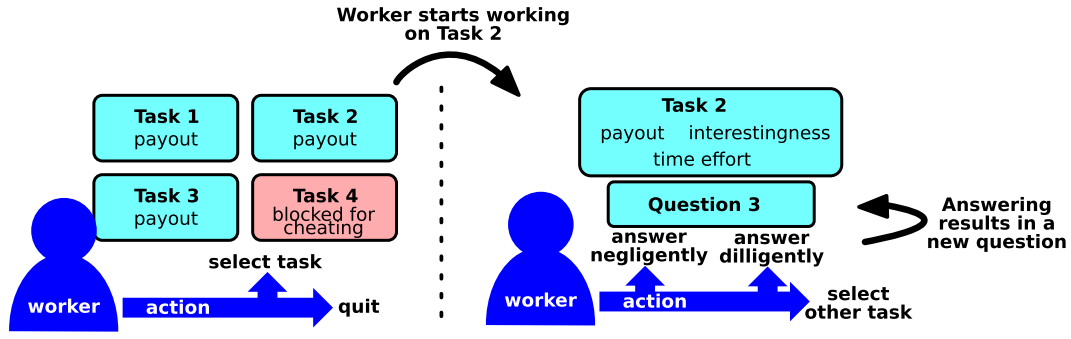 Worker starts working
on Task 2
Task 1
payout
Task 2
payout
Task 3
payout
Task 4
blocked for
cheating
select task
worker
action
quit
Task 2
payout interestingness
time effort
Question 3
answer
negligently
answer
dilligently
worker
action
select
other task
Answering
results in a
new question